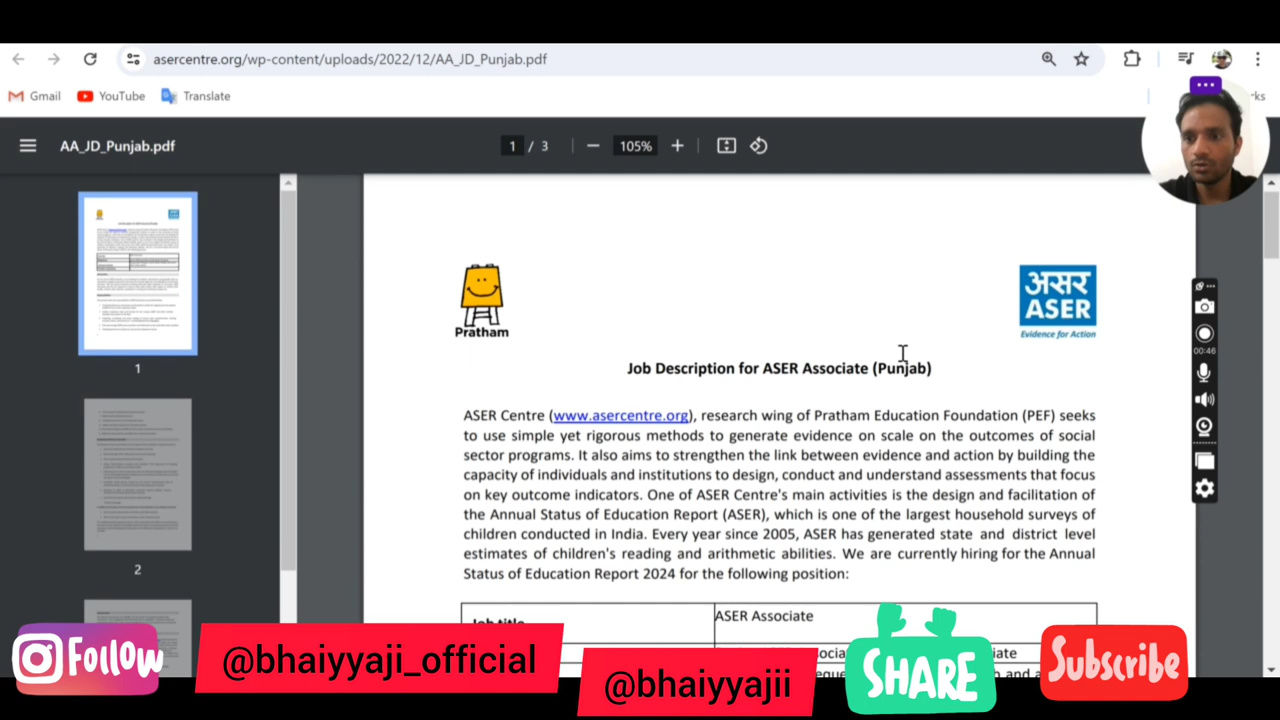 asercentre.org/wp-content/uploads/2022/12/AA_JD_Punjab.pdf
Gmail YouTube Translate
AA_JD_Punjab.pdf 1 / 3 105%
1
2
Pratham
असर
ASER
Evidence for Action
Job Description for ASER Associate (Punjab)
ASER Centre (www.asercentre.org), research wing of Pratham Education Foundation (PEF) seeks
to use simple yet rigorous methods to generate evidence on scale on the outcomes of social
sector programs. It also aims to strengthen the link between evidence and action by building the
capacity of individuals and institutions to design, conduct and understand assessments that focus
on key outcome indicators. One of ASER Centre's main activities is the design and facilitation of
the Annual Status of Education Report (ASER), which is one of the largest household surveys of
children conducted in India. Every year since 2005, ASER has generated state and district level
estimates of children's reading and arithmetic abilities. We are currently hiring for the Annual
Status of Education Report 2024 for the following position:
Job title ASER Associate
00:46
Follow
@bhaiyyaji_official
@bhaiyyajii
SHARE
Subscribe